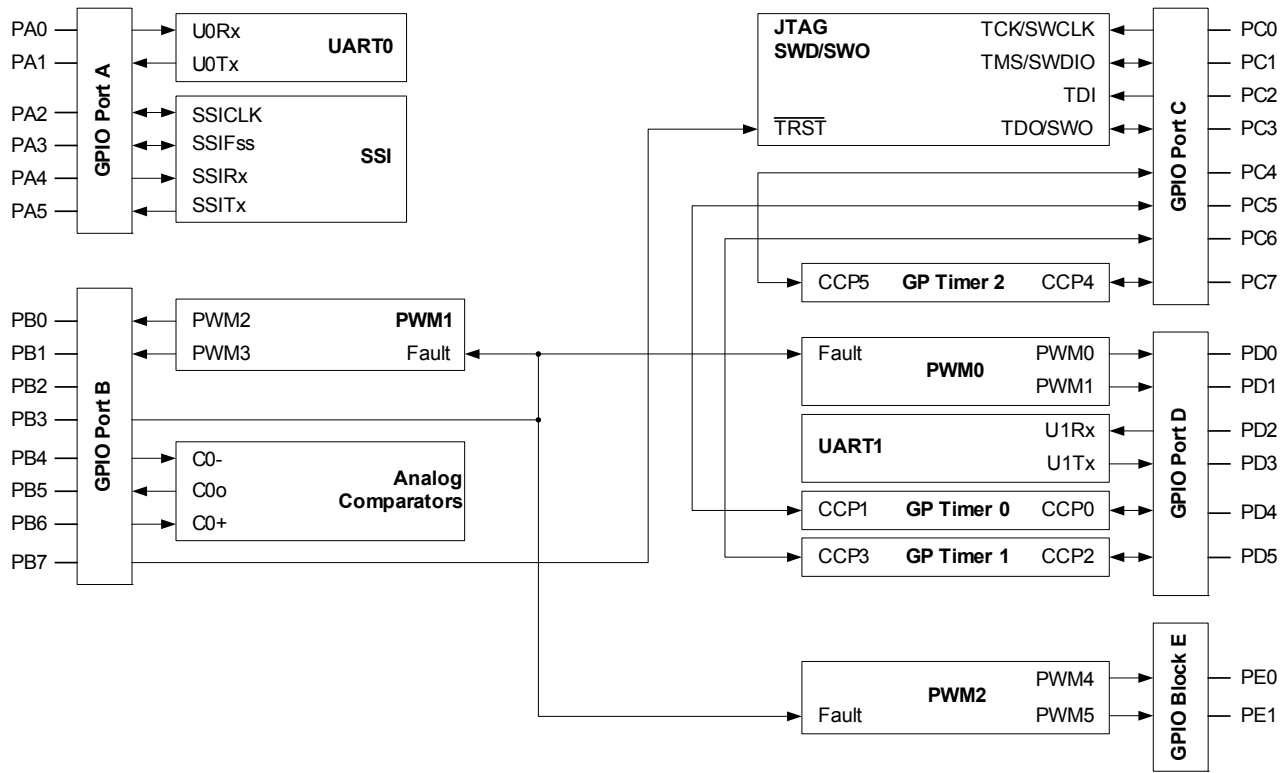 PA0
PA1
PA2
PA3
PA4
PA5
GPIO Port A
U0Rx
U0Tx
UART0
SSICLK
SSIFss
SSIRx
SSITx
SSI
JTAG
SWD/SWO
TRST
TCK/SWCLK
TMS/SWDIO
TDI
TDO/SWO
GPIO Port C
PC0
PC1
PC2
PC3
PC4
PC5
PC6
PC7
CCP5 GP Timer 2 CCP4
PB0
PB1
PB2
PB3
PB4
PB5
PB6
PB7
GPIO Port B
PWM2
PWM3
PWM1
Fault
C0-
C0o
C0+
Analog
Comparators
Fault
PWM0
PWM0
PWM1
UART1
U1Rx
U1Tx
CCP1 GP Timer 0 CCP0
CCP3 GP Timer 1 CCP2
GPIO Port D
PD0
PD1
PD2
PD3
PD4
PD5
PWM2
Fault
PWM4
PWM5
GPIO Block E
PE0
PE1